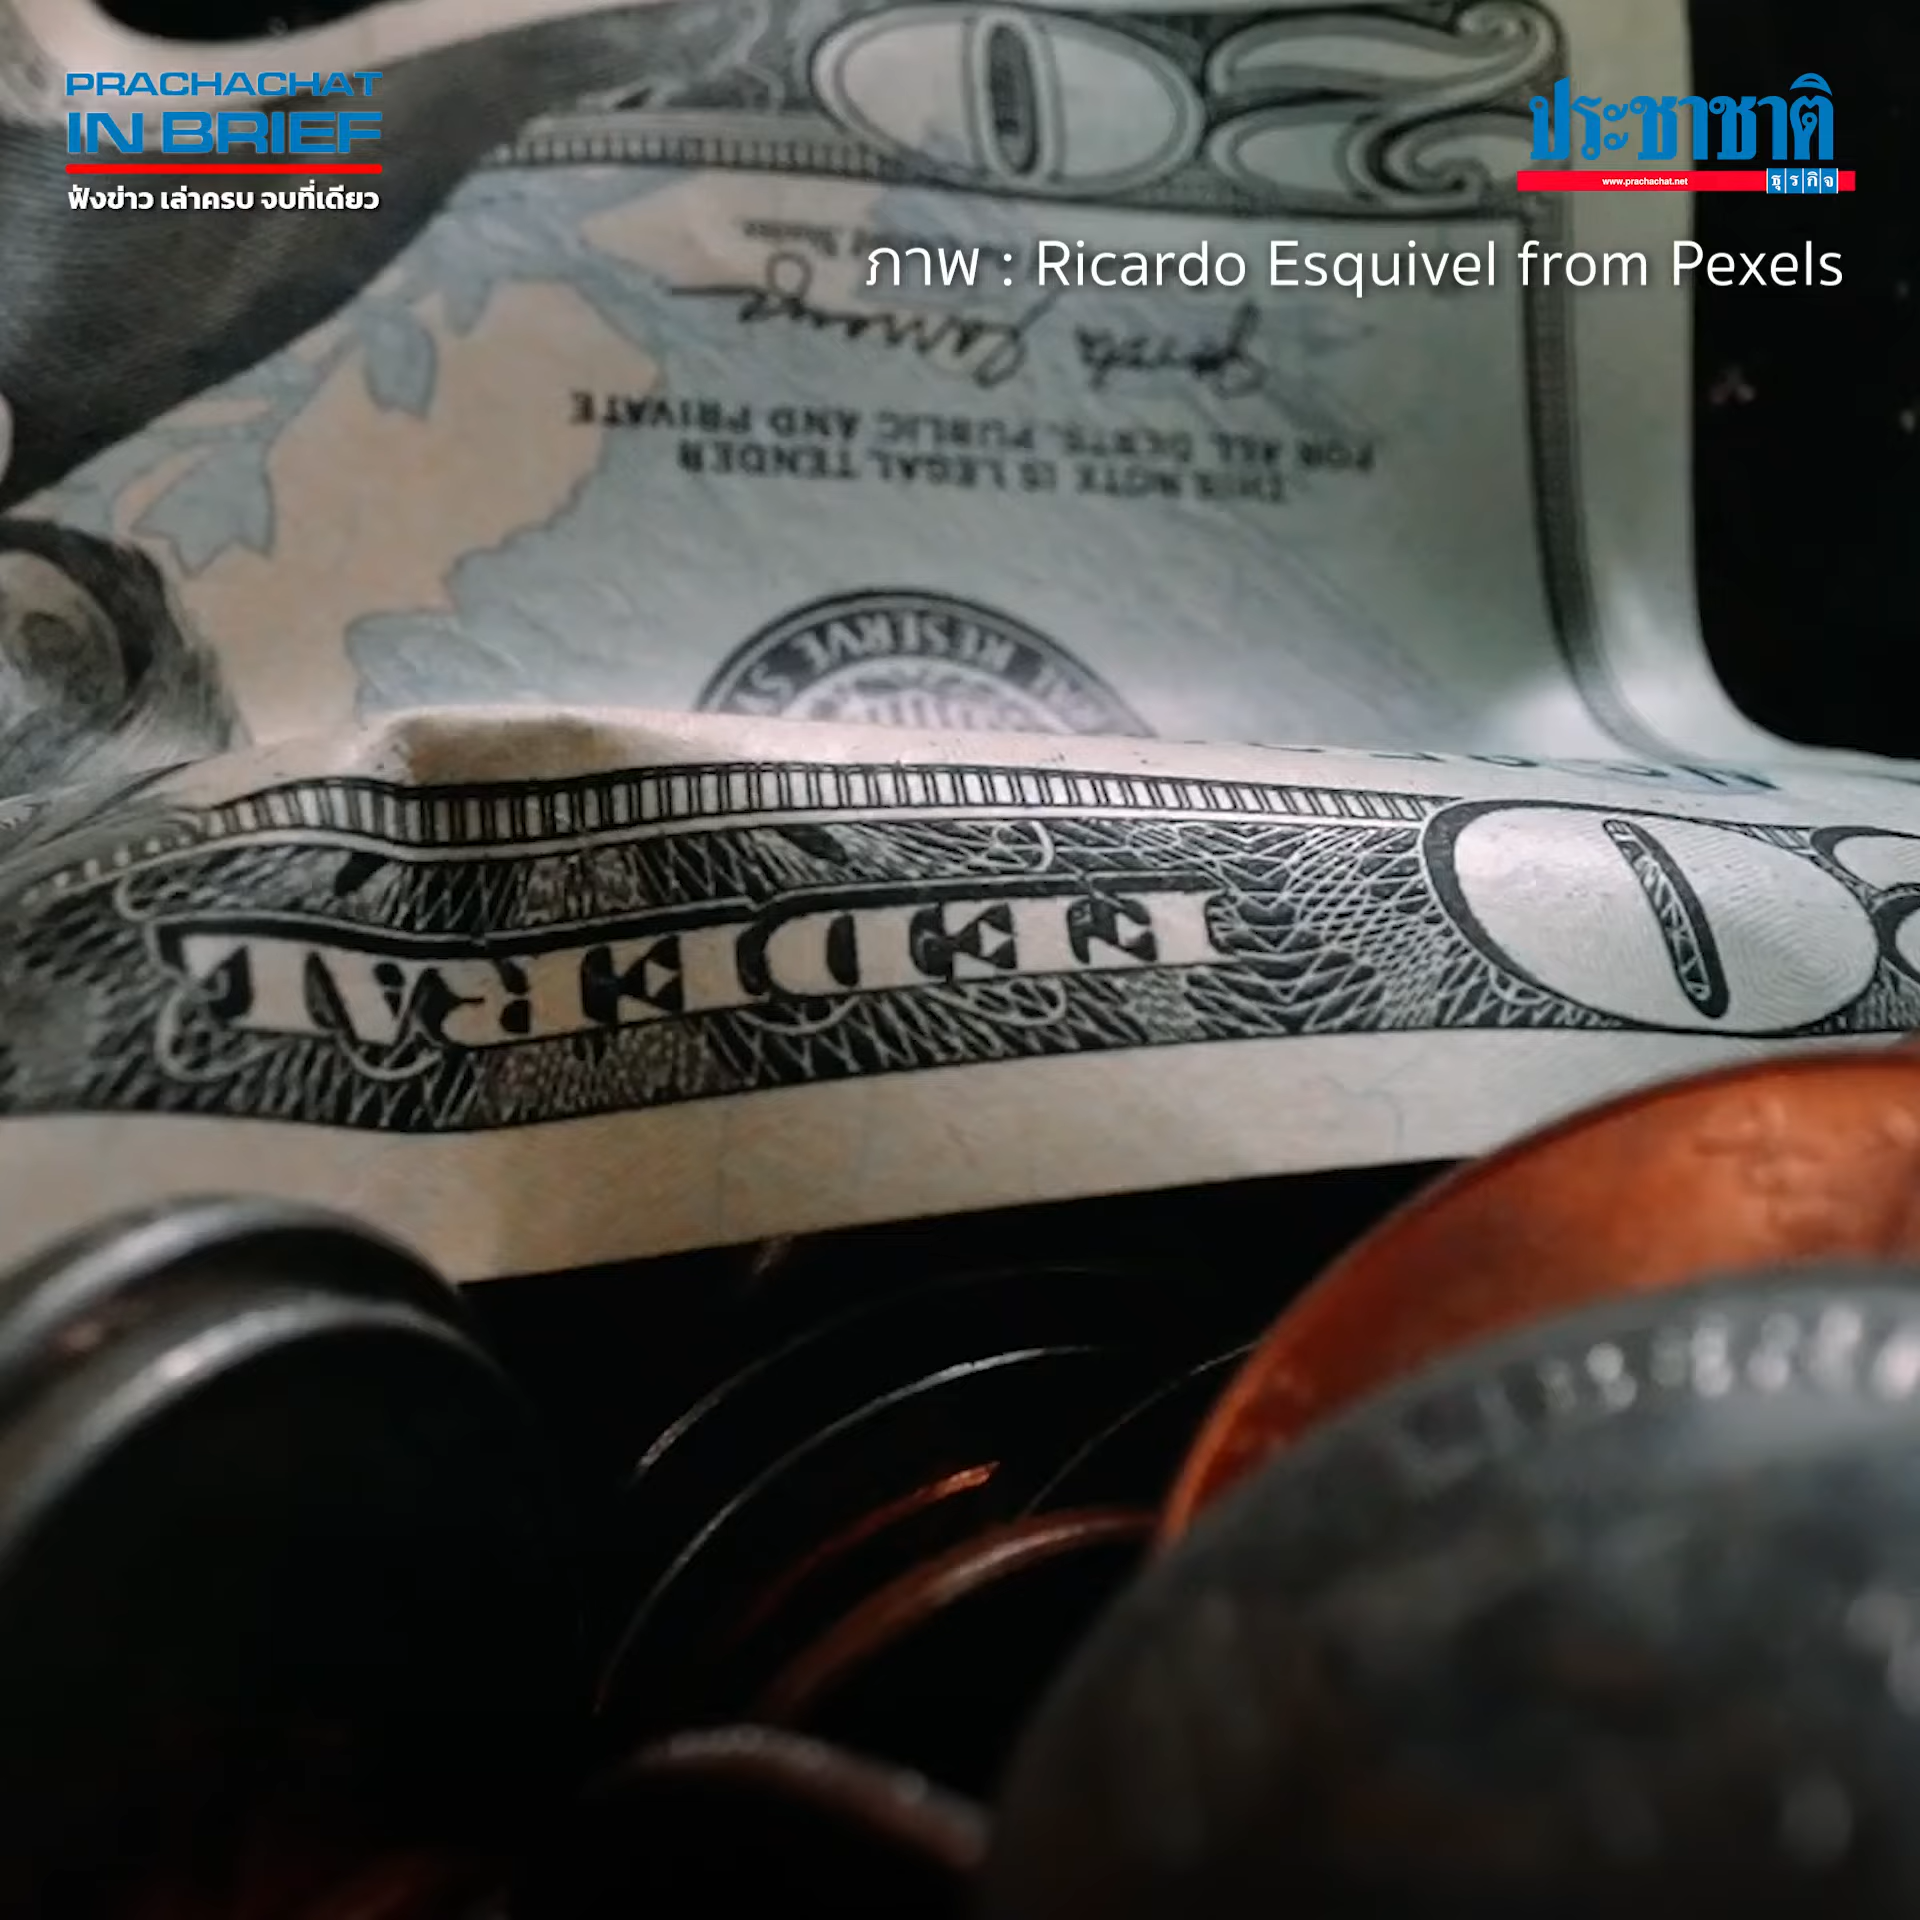 PRACHACHAT
IN BRIEF
ฟังข่าว เล่าครบ จบที่เดียว
ประชาชาติ
www.prachachat.net
ธุรกิจ
ภาพ : Ricardo Esquivel from Pexels
20
FOR ALL DEBTS, PUBLIC AND PRIVATE
THIS NOTE IS LEGAL TENDER
RESERVE
FEDERAL